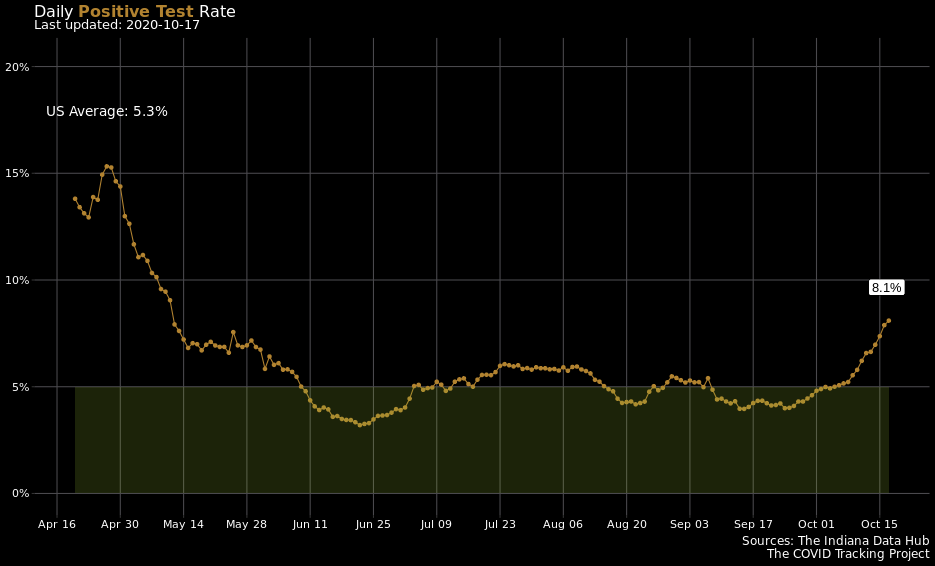 Daily Positive Test Rate
Last updated: 2020-10-17
20%
US Average: 5.3%
15%
10%
8.1%
5%
0%
Apr 16 Apr 30 May 14 May 28 Jun 11 Jun 25 Jul 09 Jul 23 Aug 06 Aug 20 Sep 03 Sep 17 Oct 01 Oct 15
Sources: The Indiana Data Hub
The COVID Tracking Project